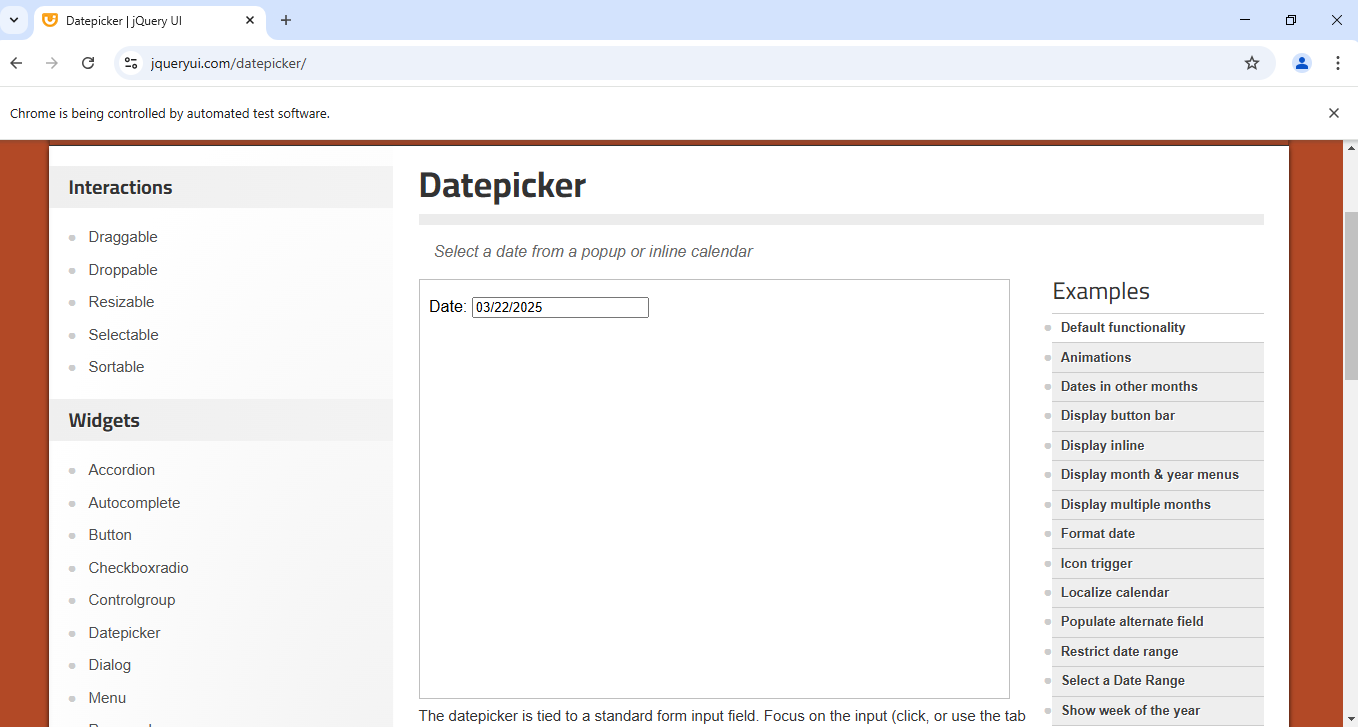 Datepicker | jQuery UI
jqueryui.com/datepicker/
Chrome is being controlled by automated test software.
Interactions
Draggable
Droppable
Resizable
Selectable
Sortable
Widgets
Accordion
Autocomplete
Button
Checkboxradio
Controlgroup
Datepicker
Dialog
Menu
Datepicker
Select a date from a popup or inline calendar
Date: 03/22/2025
The datepicker is tied to a standard form input field. Focus on the input (click, or use the tab
Examples
Default functionality
Animations
Dates in other months
Display button bar
Display inline
Display month & year menus
Display multiple months
Format date
Icon trigger
Localize calendar
Populate alternate field
Restrict date range
Select a Date Range
Show week of the year